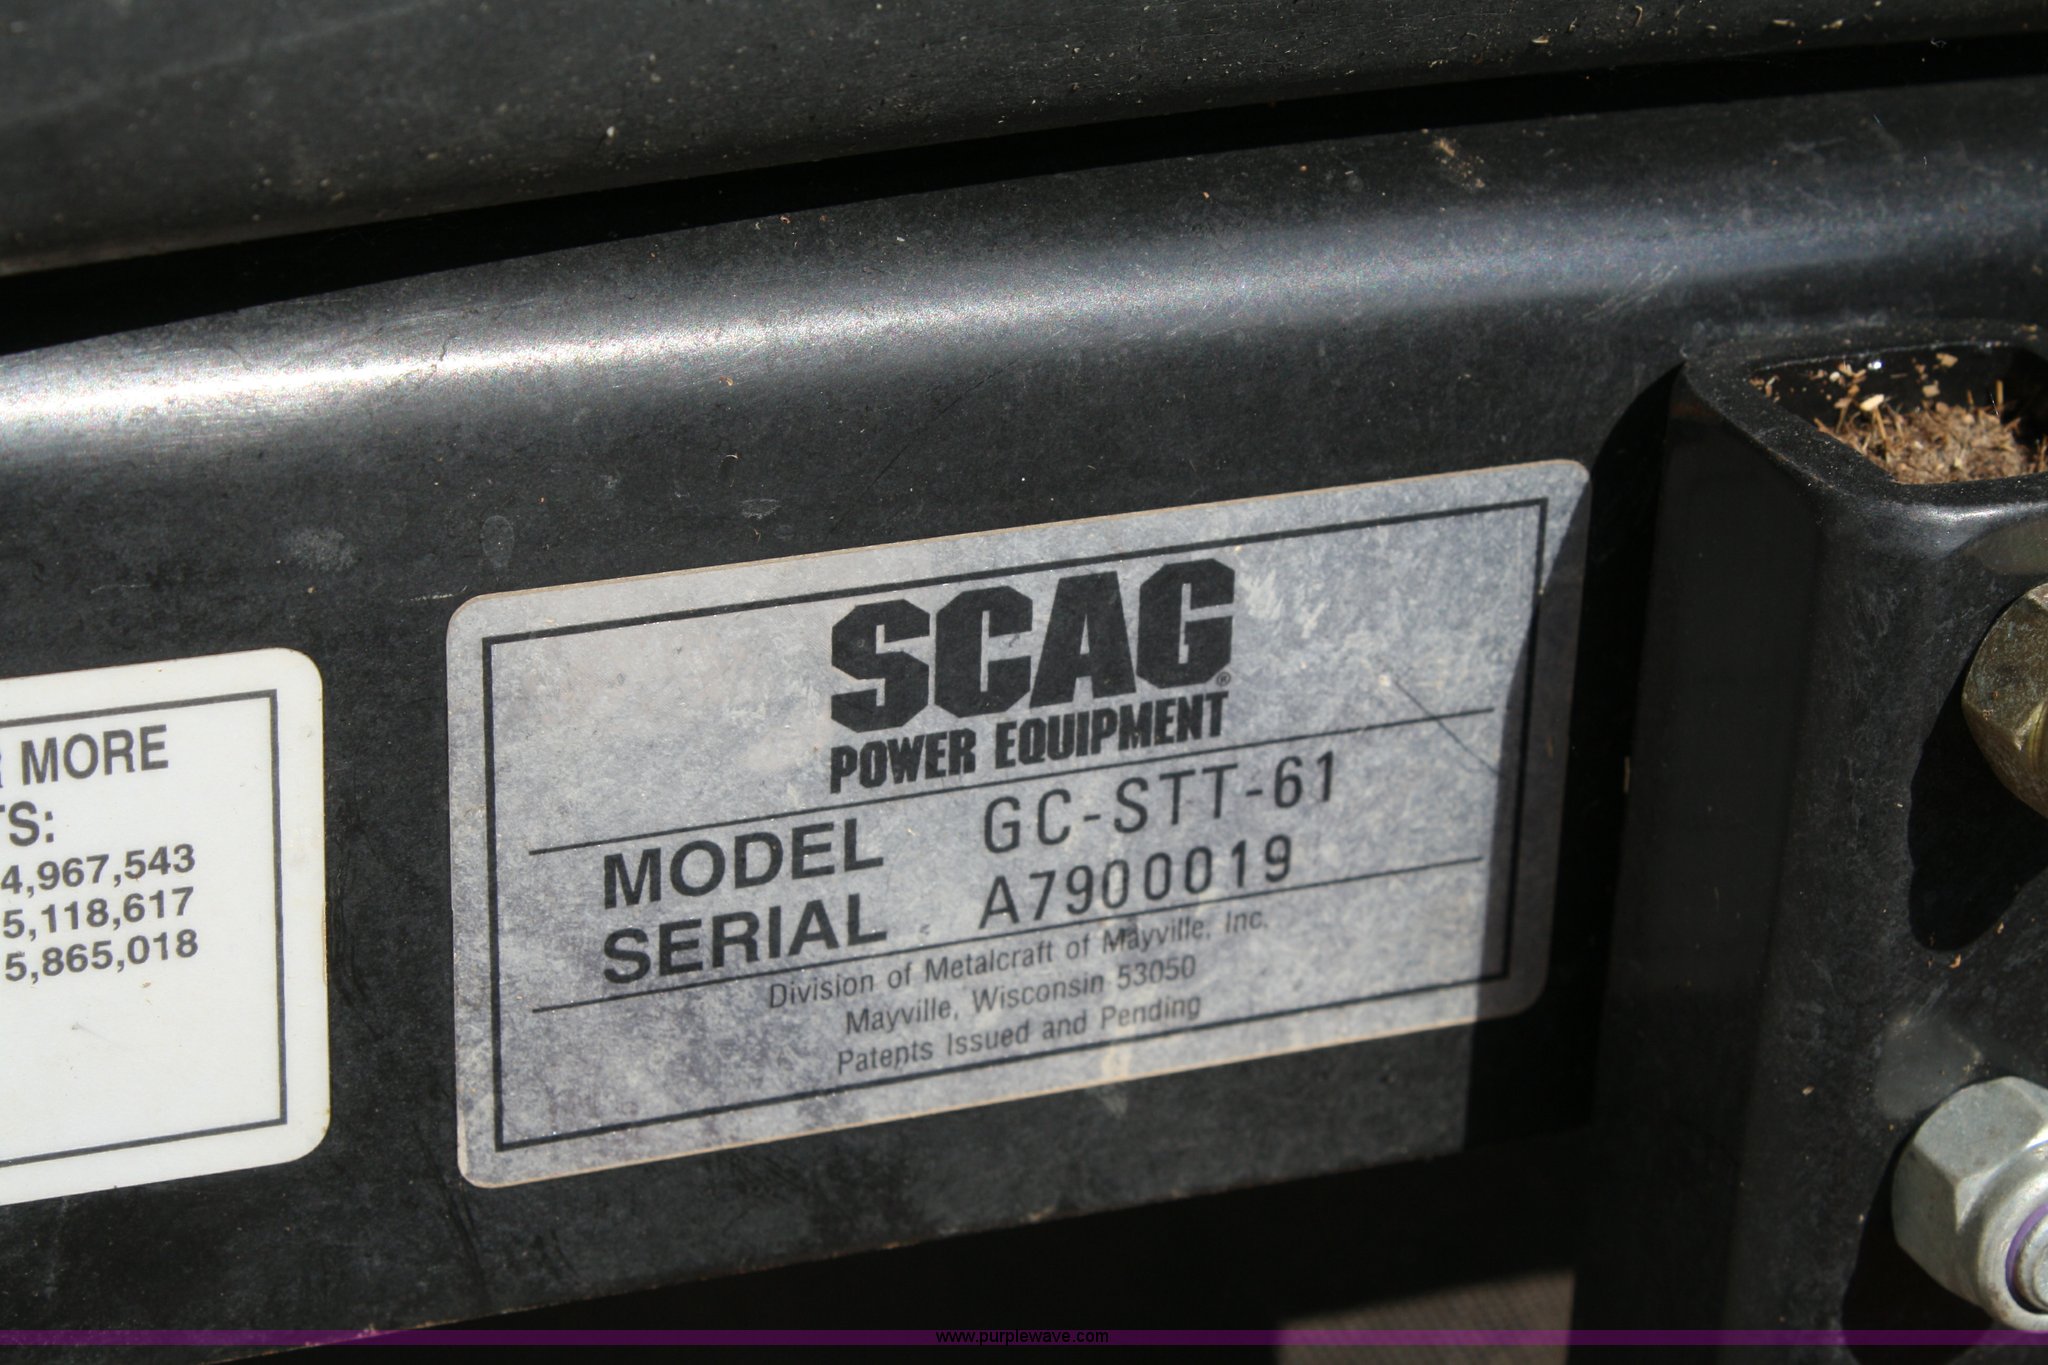 MORE
TS:
4,967,543
5,118,617
5,865,018
SCAG®
POWER EQUIPMENT
MODEL GC-STT-61
SERIAL A7900019
Division of Metalcraft of Mayville, Inc.
Mayville, Wisconsin 53050
Patents Issued and Pending
www.purplewave.com